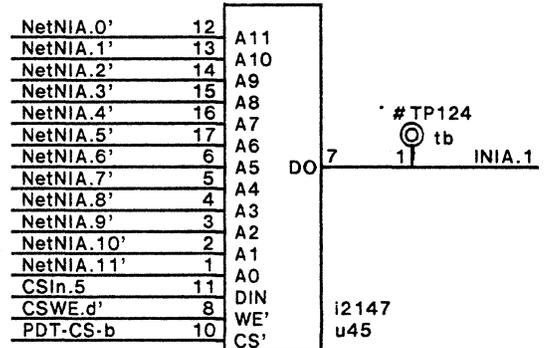 NetNIA.0' 12 A11
NetNIA.1' 13 A10
NetNIA.2' 14 A9
NetNIA.3' 15 A8
NetNIA.4' 16 A7
NetNIA.5' 17 A6
NetNIA.6' 6 A5
NetNIA.7' 5 A4
NetNIA.8' 4 A3
NetNIA.9' 3 A2
NetNIA.10' 2 A1
NetNIA.11' 1 A0
CSIn.5 11 DIN
CSWE.d' 8 WE'
PDT-CS-b 10 CS'
DO 7 1 INIA.1
#TP124
tb
i2147
u45